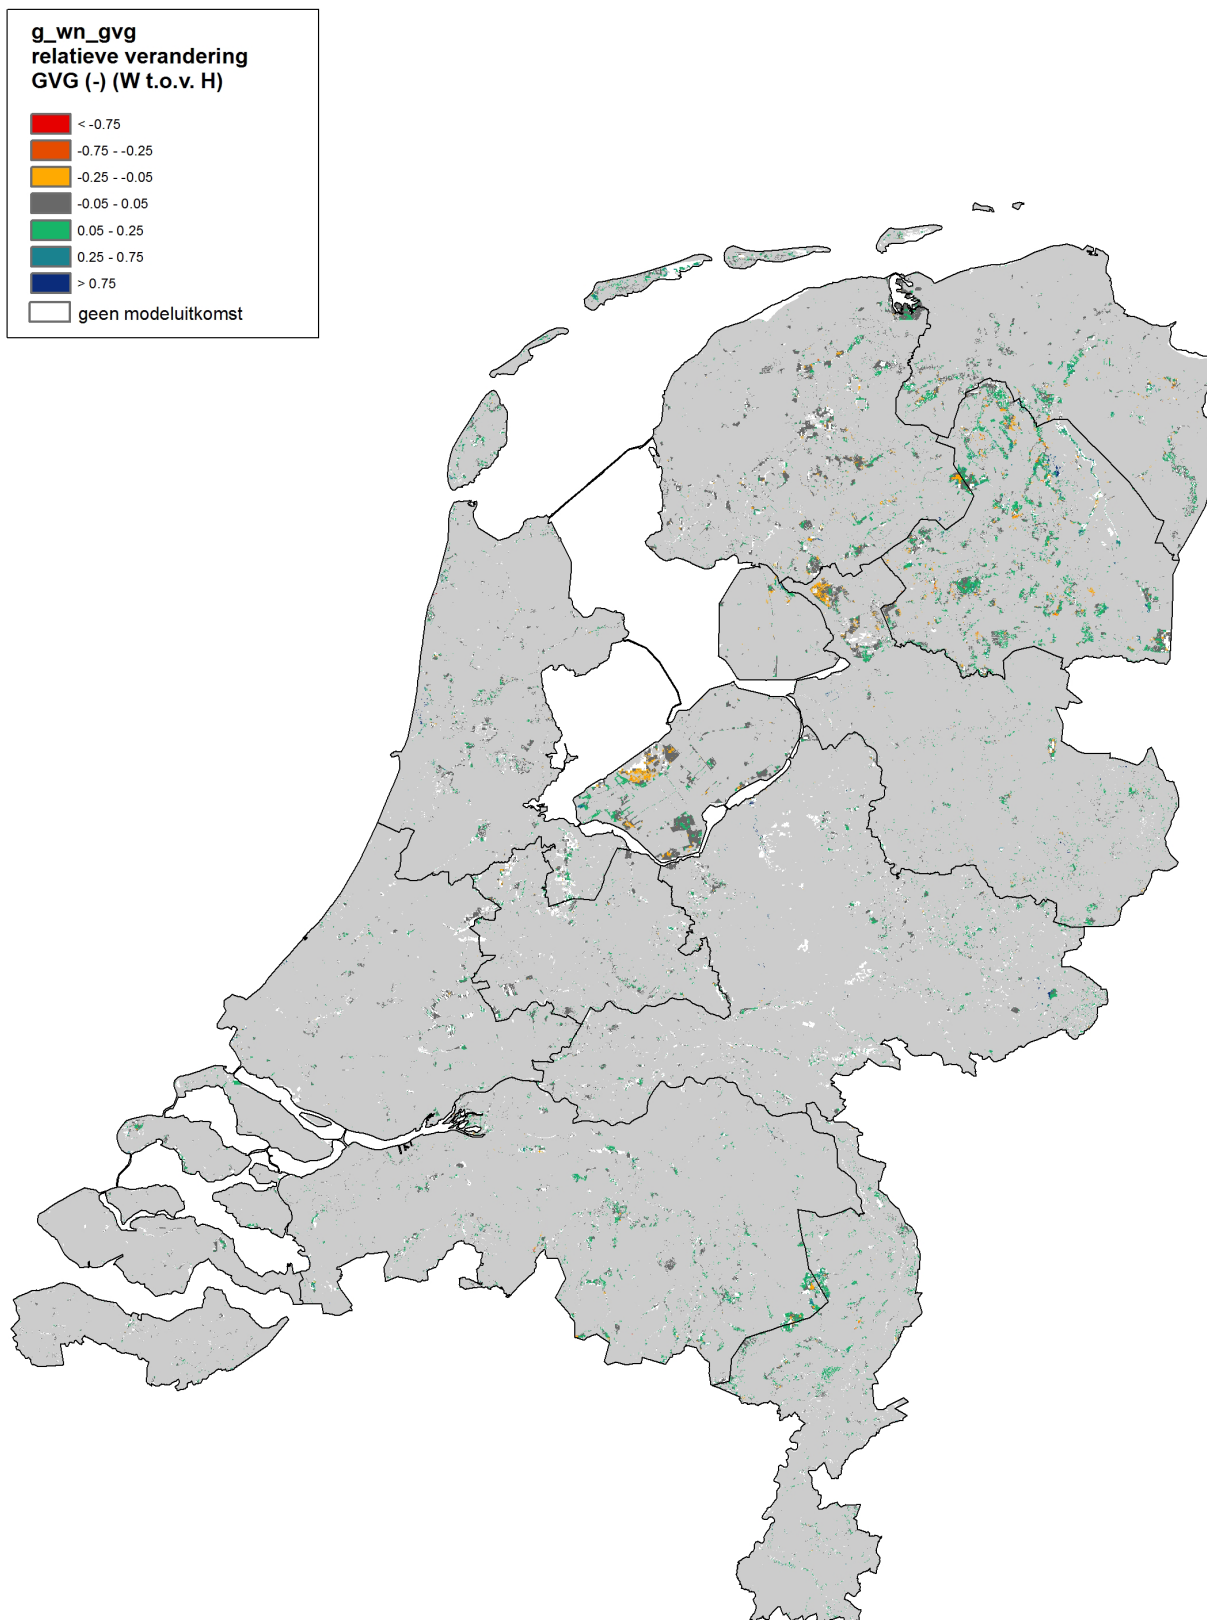 g_wn_gvg
relatieve verandering
GVG (-) (W t.o.v. H)
< -0.75
-0.75 - -0.25
-0.25 - -0.05
-0.05 - 0.05
0.05 - 0.25
0.25 - 0.75
> 0.75
geen modeluitkomst